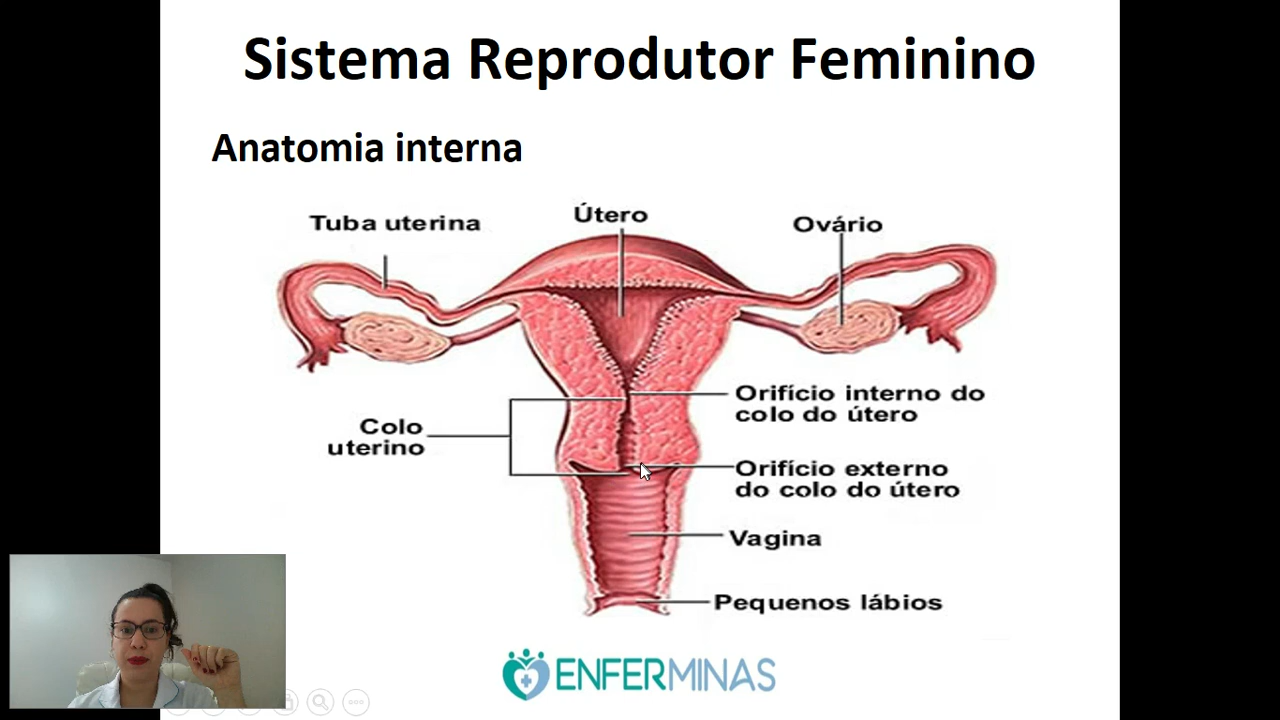 Sistema Reprodutor Feminino
Anatomia interna
Tuba uterina
Útero
Ovário
Orifício interno do
colo do útero
Colo
uterino
Orifício externo
do colo do útero
Vagina
Pequenos lábios
ENFERMINAS